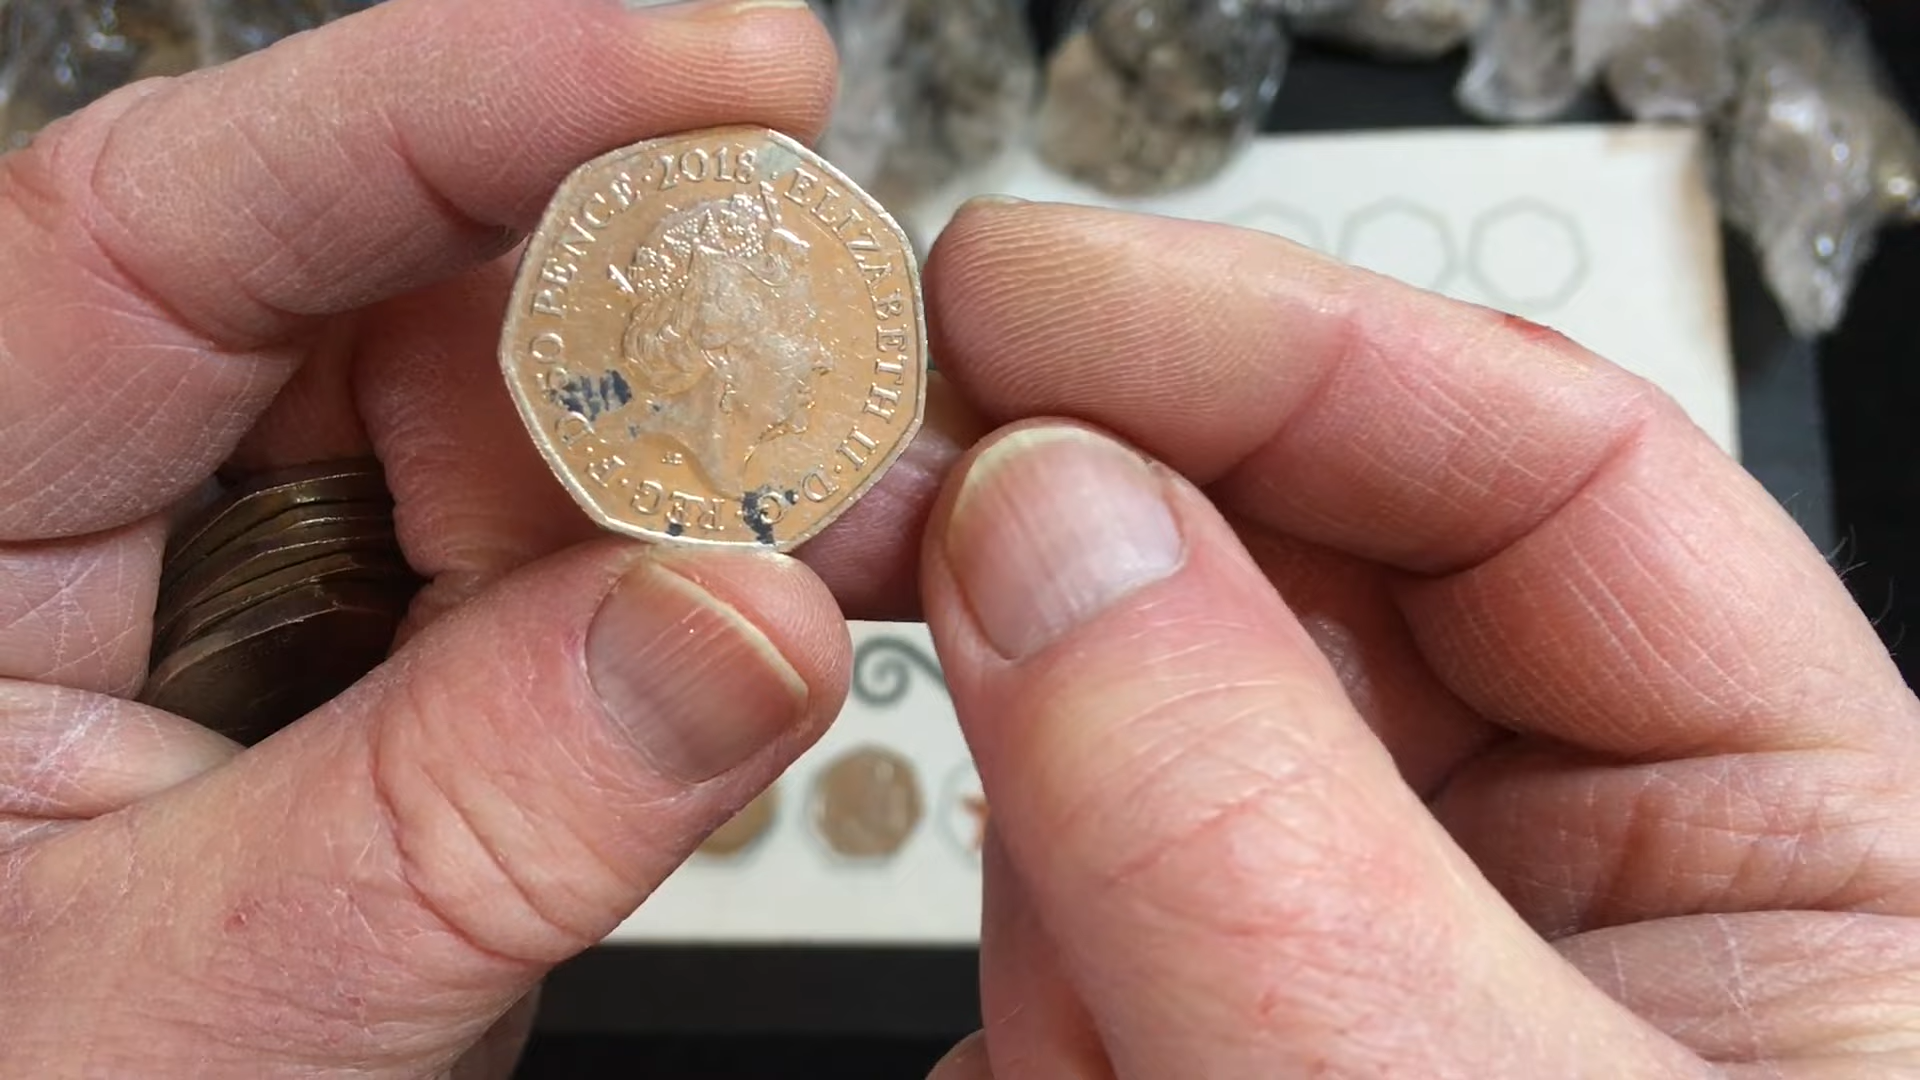 ELIZABETH II · D · G · REG · F · D · 50 PENCE · 2018 ·